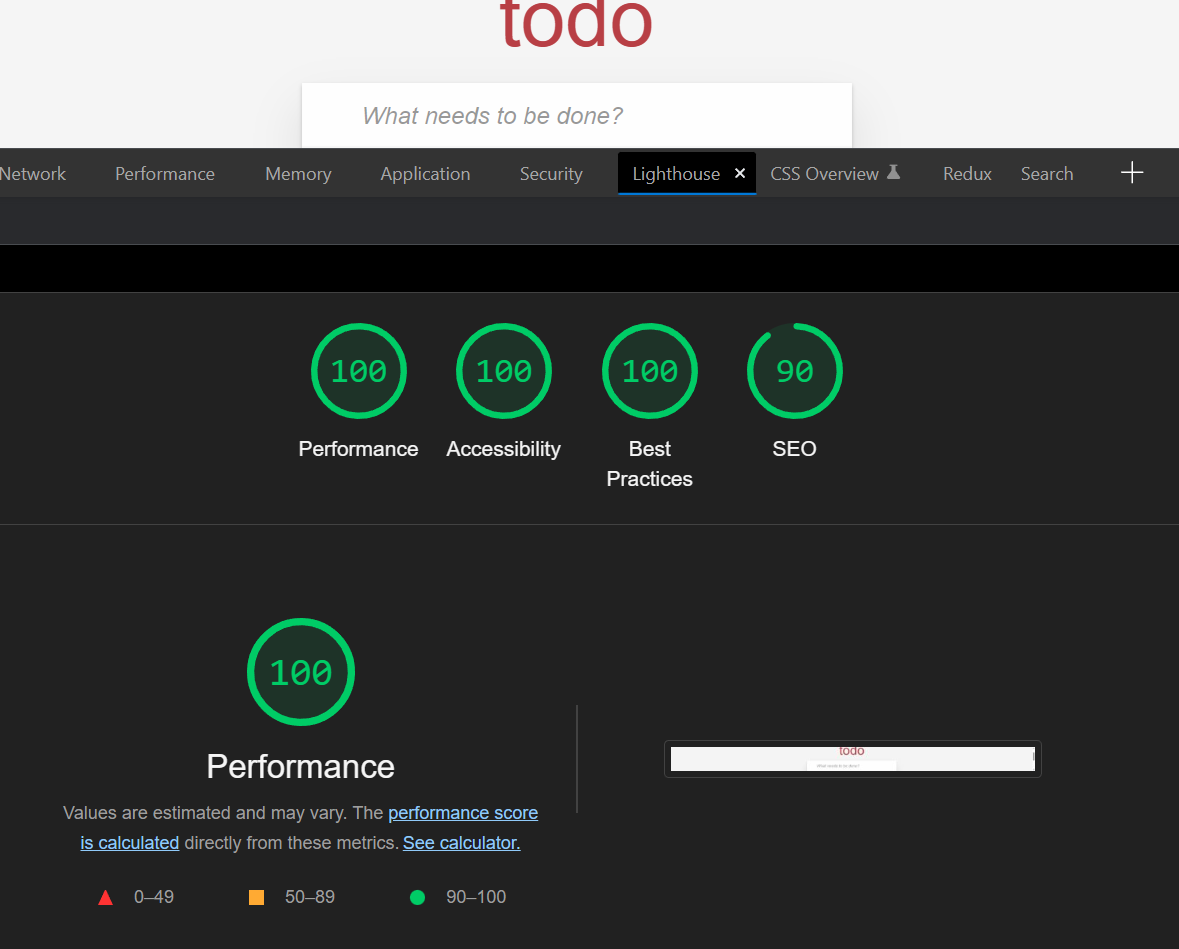 todo
What needs to be done?
Network Performance Memory Application Security Lighthouse × CSS Overview Redux Search +
100 100 100 90
Performance Accessibility Best Practices SEO
100
Performance
Values are estimated and may vary. The performance score
is calculated directly from these metrics. See calculator.
0–49 50–89 90–100
todo
What needs to be done?